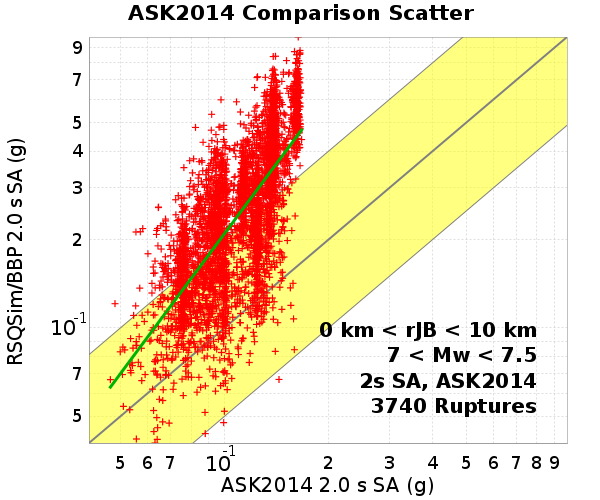 ASK2014 Comparison Scatter
RSQSim/BBP 2.0 s SA (g)
9
7
5
4
3
2
10-1
7
5
0 km < rJB < 10 km
7 < Mw < 7.5
2s SA, ASK2014
3740 Ruptures
5 6 7 10-1 2 3 4 5 6 7 8 9
ASK2014 2.0 s SA (g)